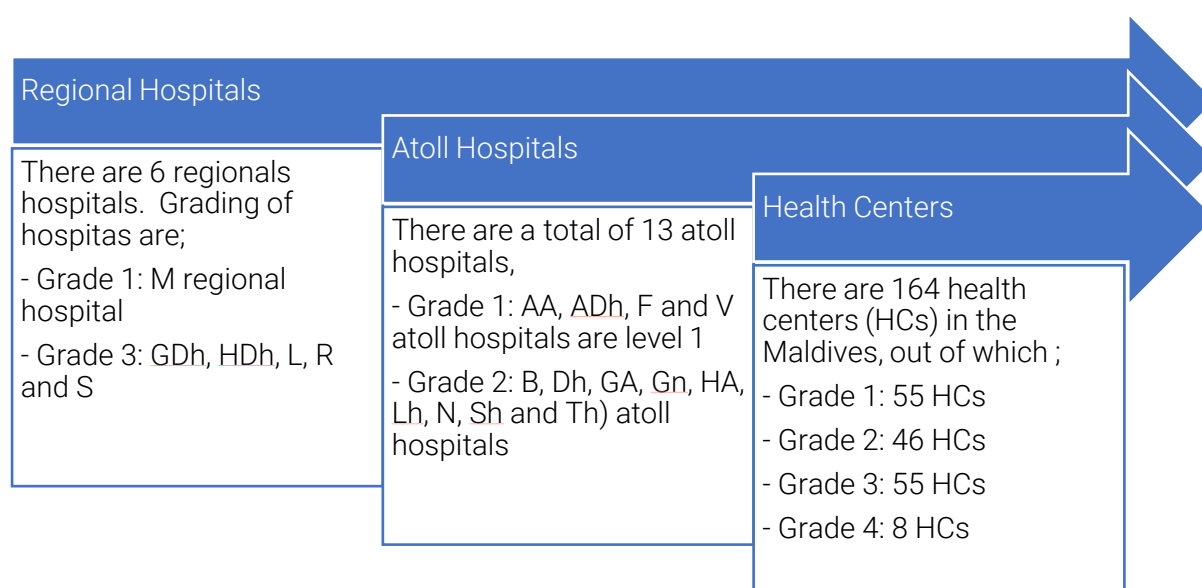 Regional Hospitals
There are 6 regionals
hospitals.  Grading of
hospitas are;
- Grade 1: M regional
hospital
- Grade 3: GDh, HDh, L, R
and S
Atoll Hospitals
There are a total of 13 atoll
hospitals,
- Grade 1: AA, ADh, F and V
atoll hospitals are level 1
- Grade 2: B, Dh, GA, Gn, HA,
Lh, N, Sh and Th) atoll
hospitals
Health Centers
There are 164 health
centers (HCs) in the
Maldives, out of which ;
- Grade 1: 55 HCs
- Grade 2: 46 HCs
- Grade 3: 55 HCs
- Grade 4: 8 HCs